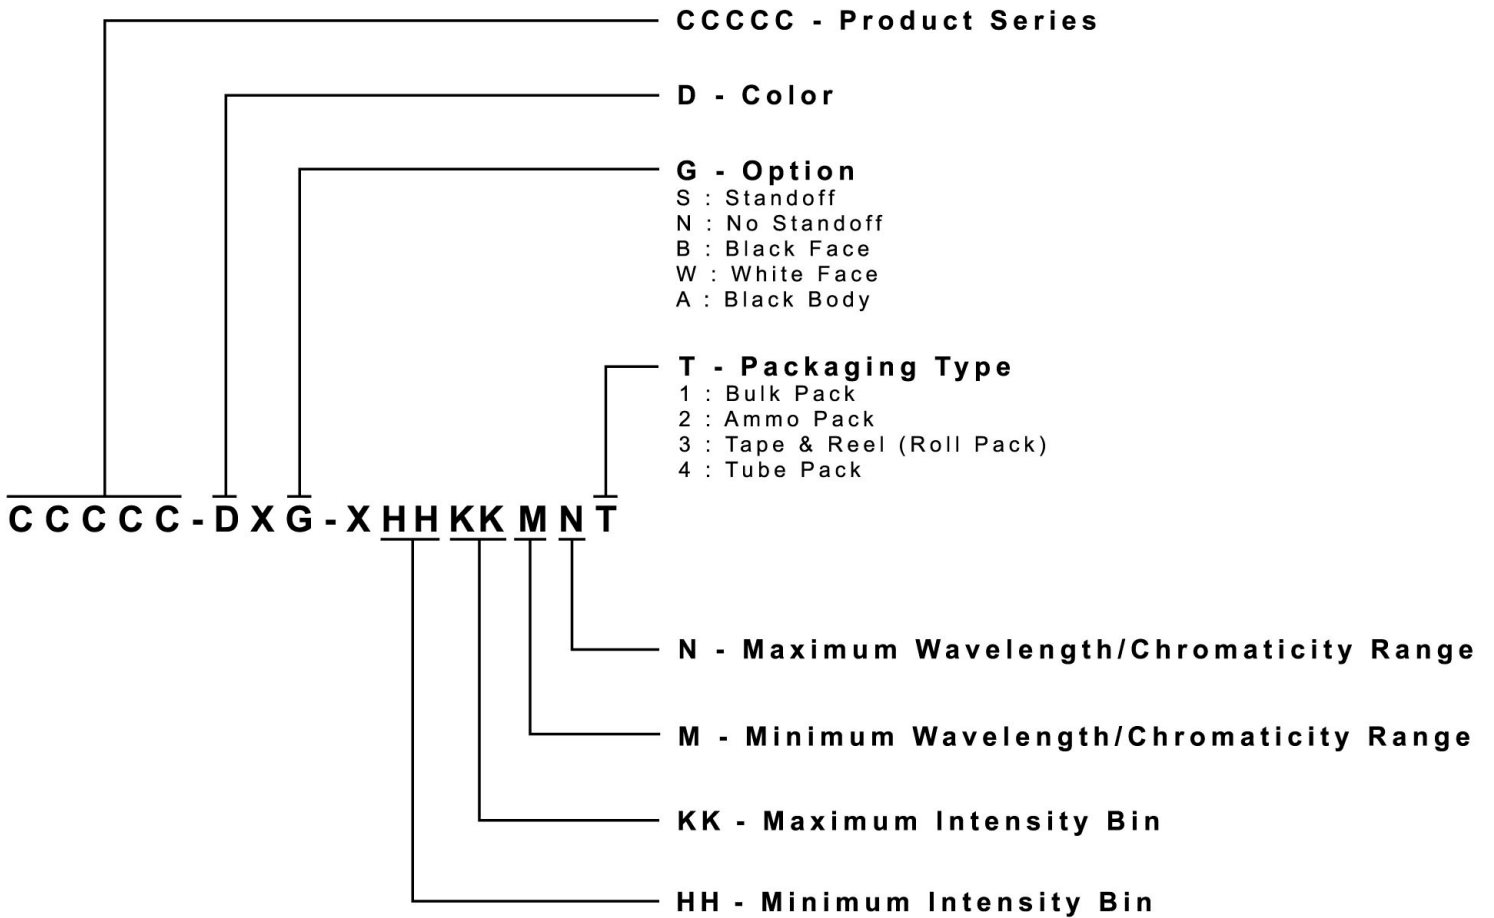 CCCCC - Product Series
D - Color
G - Option
S : Standoff
N : No Standoff
B : Black Face
W : White Face
A : Black Body
T - Packaging Type
1 : Bulk Pack
2 : Ammo Pack
3 : Tape & Reel (Roll Pack)
4 : Tube Pack
CCCCC-DXG-XHHKKMNT
N - Maximum Wavelength/Chromaticity Range
M - Minimum Wavelength/Chromaticity Range
KK - Maximum Intensity Bin
HH - Minimum Intensity Bin